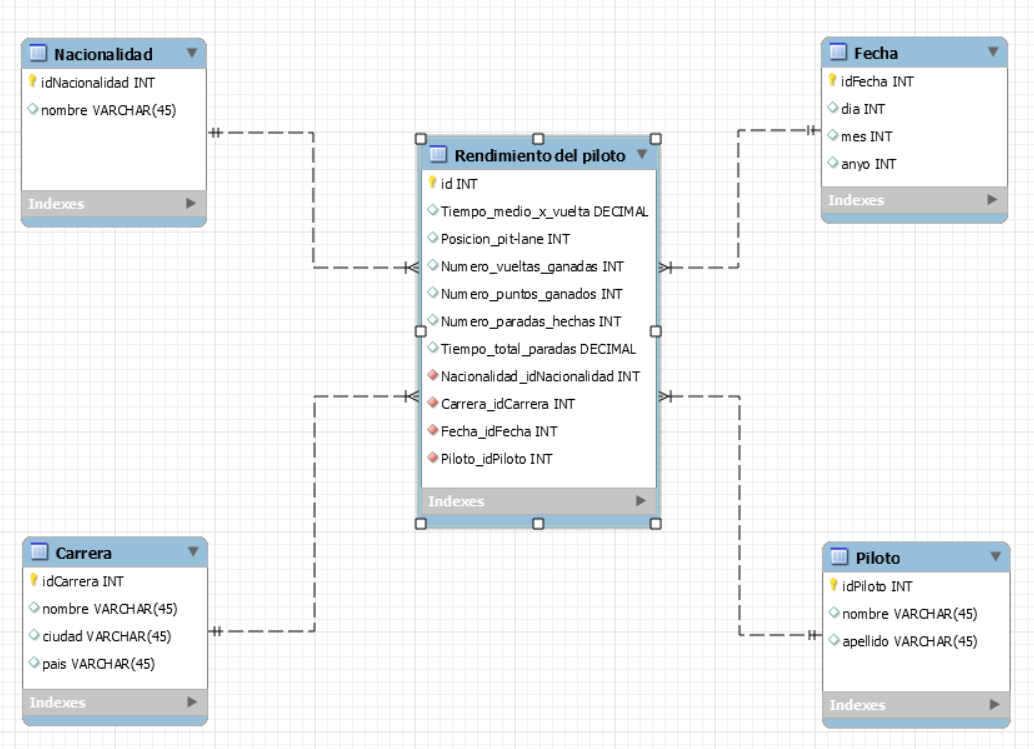 Nacionalidad
idNacionalidad INT
nombre VARCHAR(45)
Indexes
Fecha
idFecha INT
dia INT
mes INT
anyo INT
Indexes
Rendimiento del piloto
id INT
Tiempo_medio_x_vuelta DECIMAL
Posicion_pit-lane INT
Numero_vueltas_ganadas INT
Numero_puntos_ganados INT
Numero_paradas_hechas INT
Tiempo_total_paradas DECIMAL
Nacionalidad_idNacionalidad INT
Carrera_idCarrera INT
Fecha_idFecha INT
Piloto_idPiloto INT
Indexes
Carrera
idCarrera INT
nombre VARCHAR(45)
ciudad VARCHAR(45)
pais VARCHAR(45)
Indexes
Piloto
idPiloto INT
nombre VARCHAR(45)
apellido VARCHAR(45)
Indexes